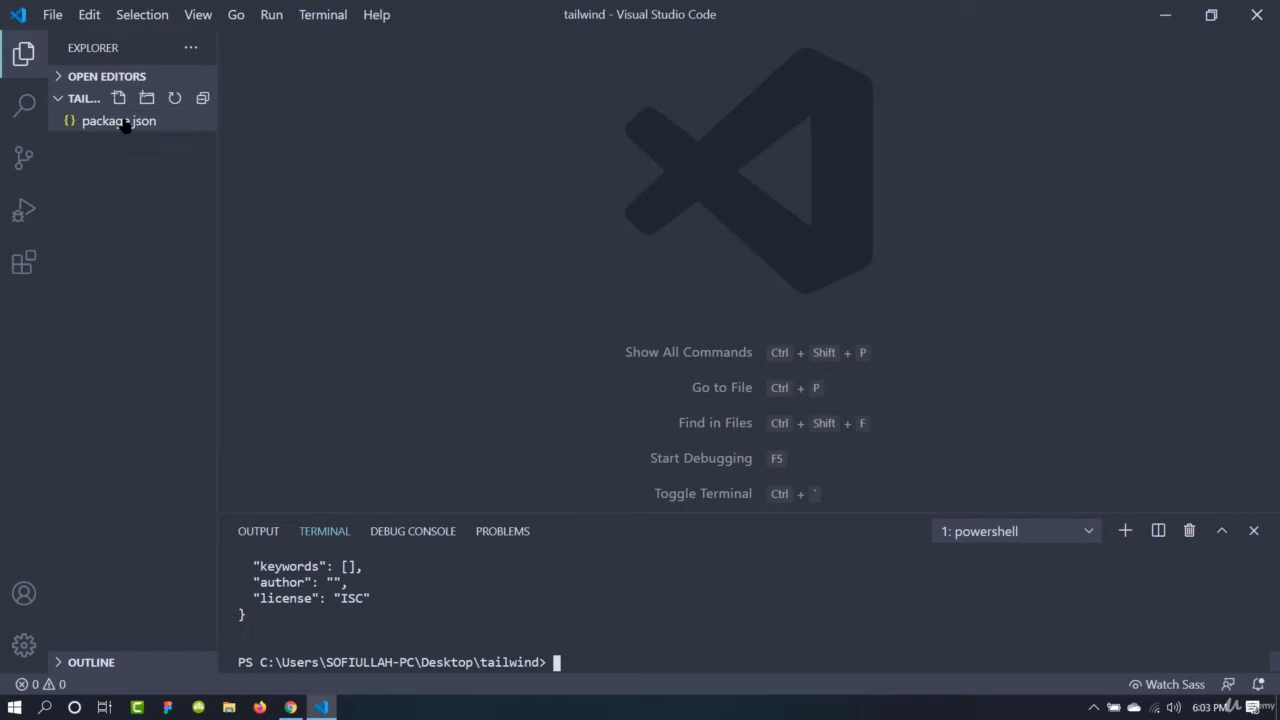 File Edit Selection View Go Run Terminal Help
tailwind - Visual Studio Code
EXPLORER
OPEN EDITORS
TAIL...
{} package.json
Show All Commands Ctrl + Shift + P
Go to File Ctrl + P
Find in Files Ctrl + Shift + F
Start Debugging F5
Toggle Terminal Ctrl + `
OUTPUT TERMINAL DEBUG CONSOLE PROBLEMS
1: powershell
"keywords": [],
"author": "",
"license": "ISC"
}
PS C:\Users\SOFIULLAH-PC\Desktop\tailwind>
OUTLINE
0 0
Watch Sass
6:03 PM